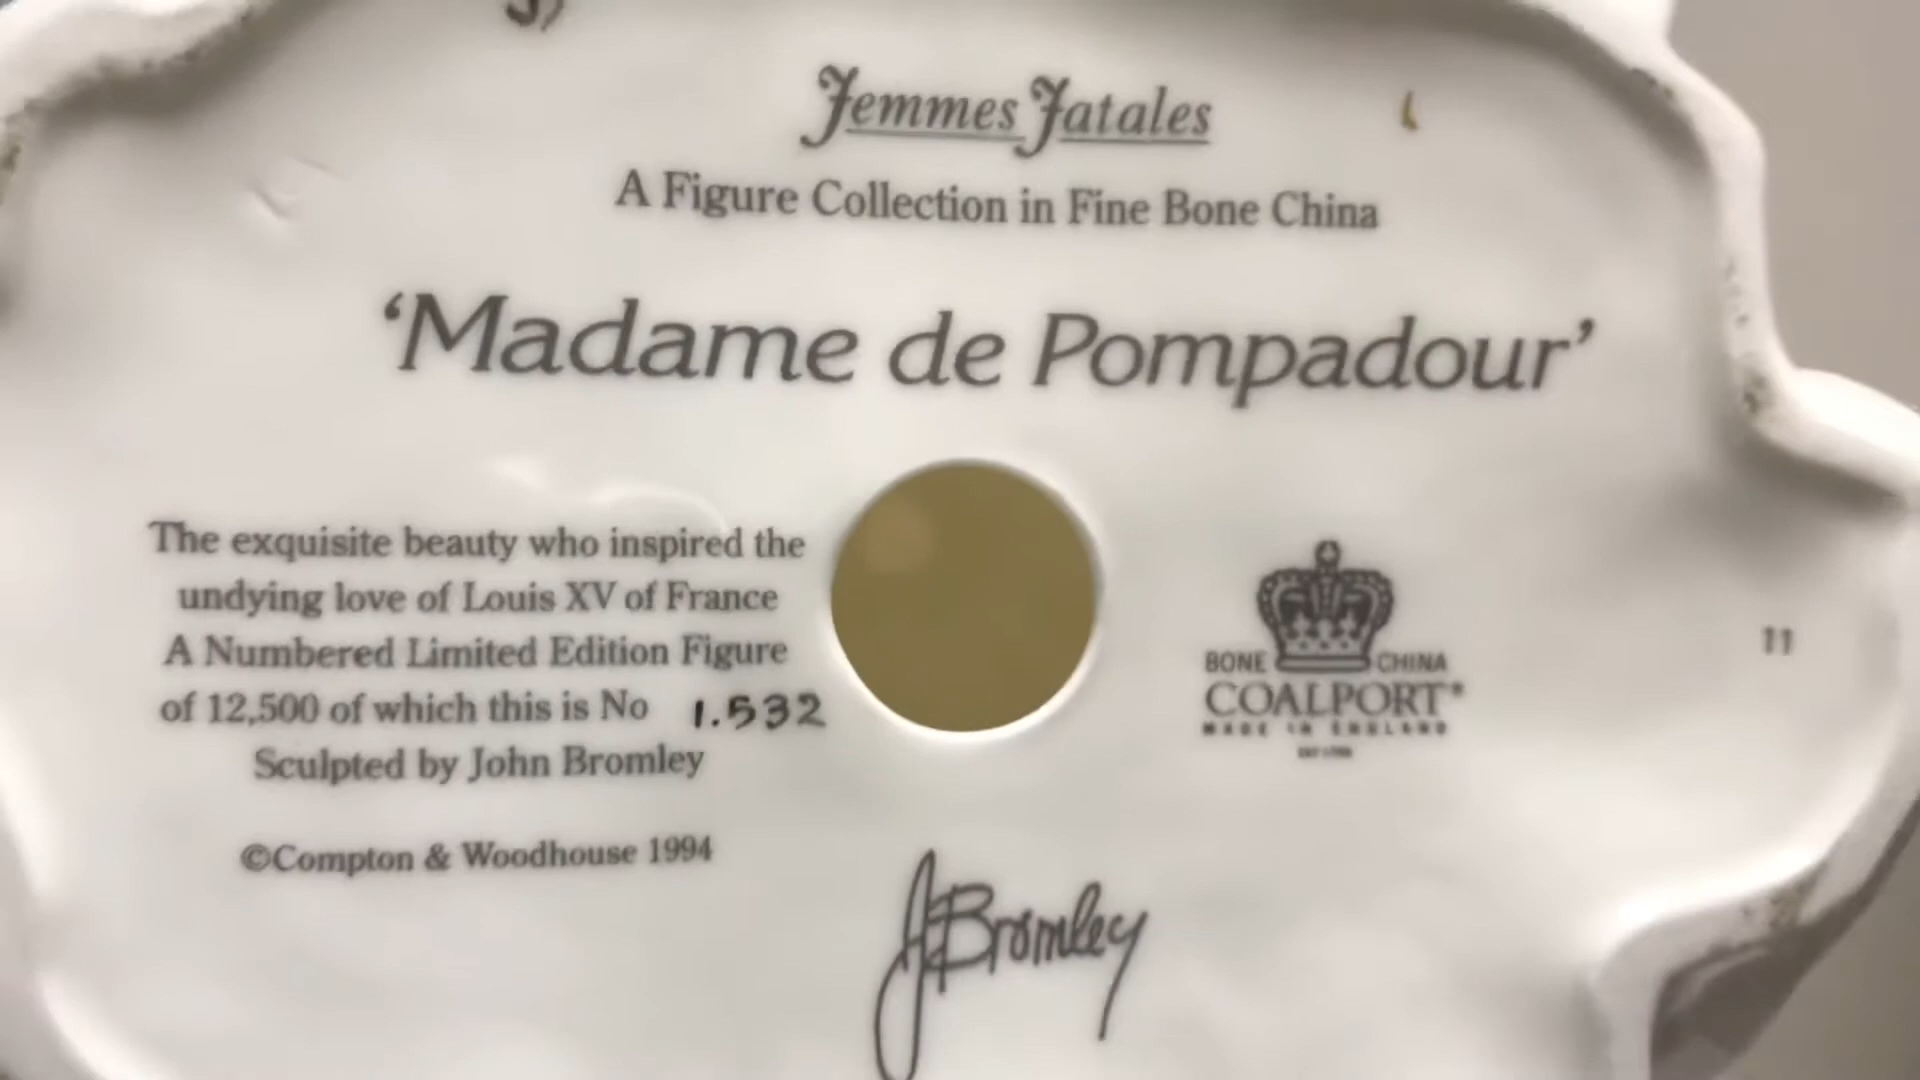 Femmes Fatales
A Figure Collection in Fine Bone China
‘Madame de Pompadour’
The exquisite beauty who inspired the
undying love of Louis XV of France
A Numbered Limited Edition Figure
of 12,500 of which this is No 1.532
Sculpted by John Bromley
©Compton & Woodhouse 1994
BONE CHINA
COALPORT®
MADE IN ENGLAND
11
J Bromley